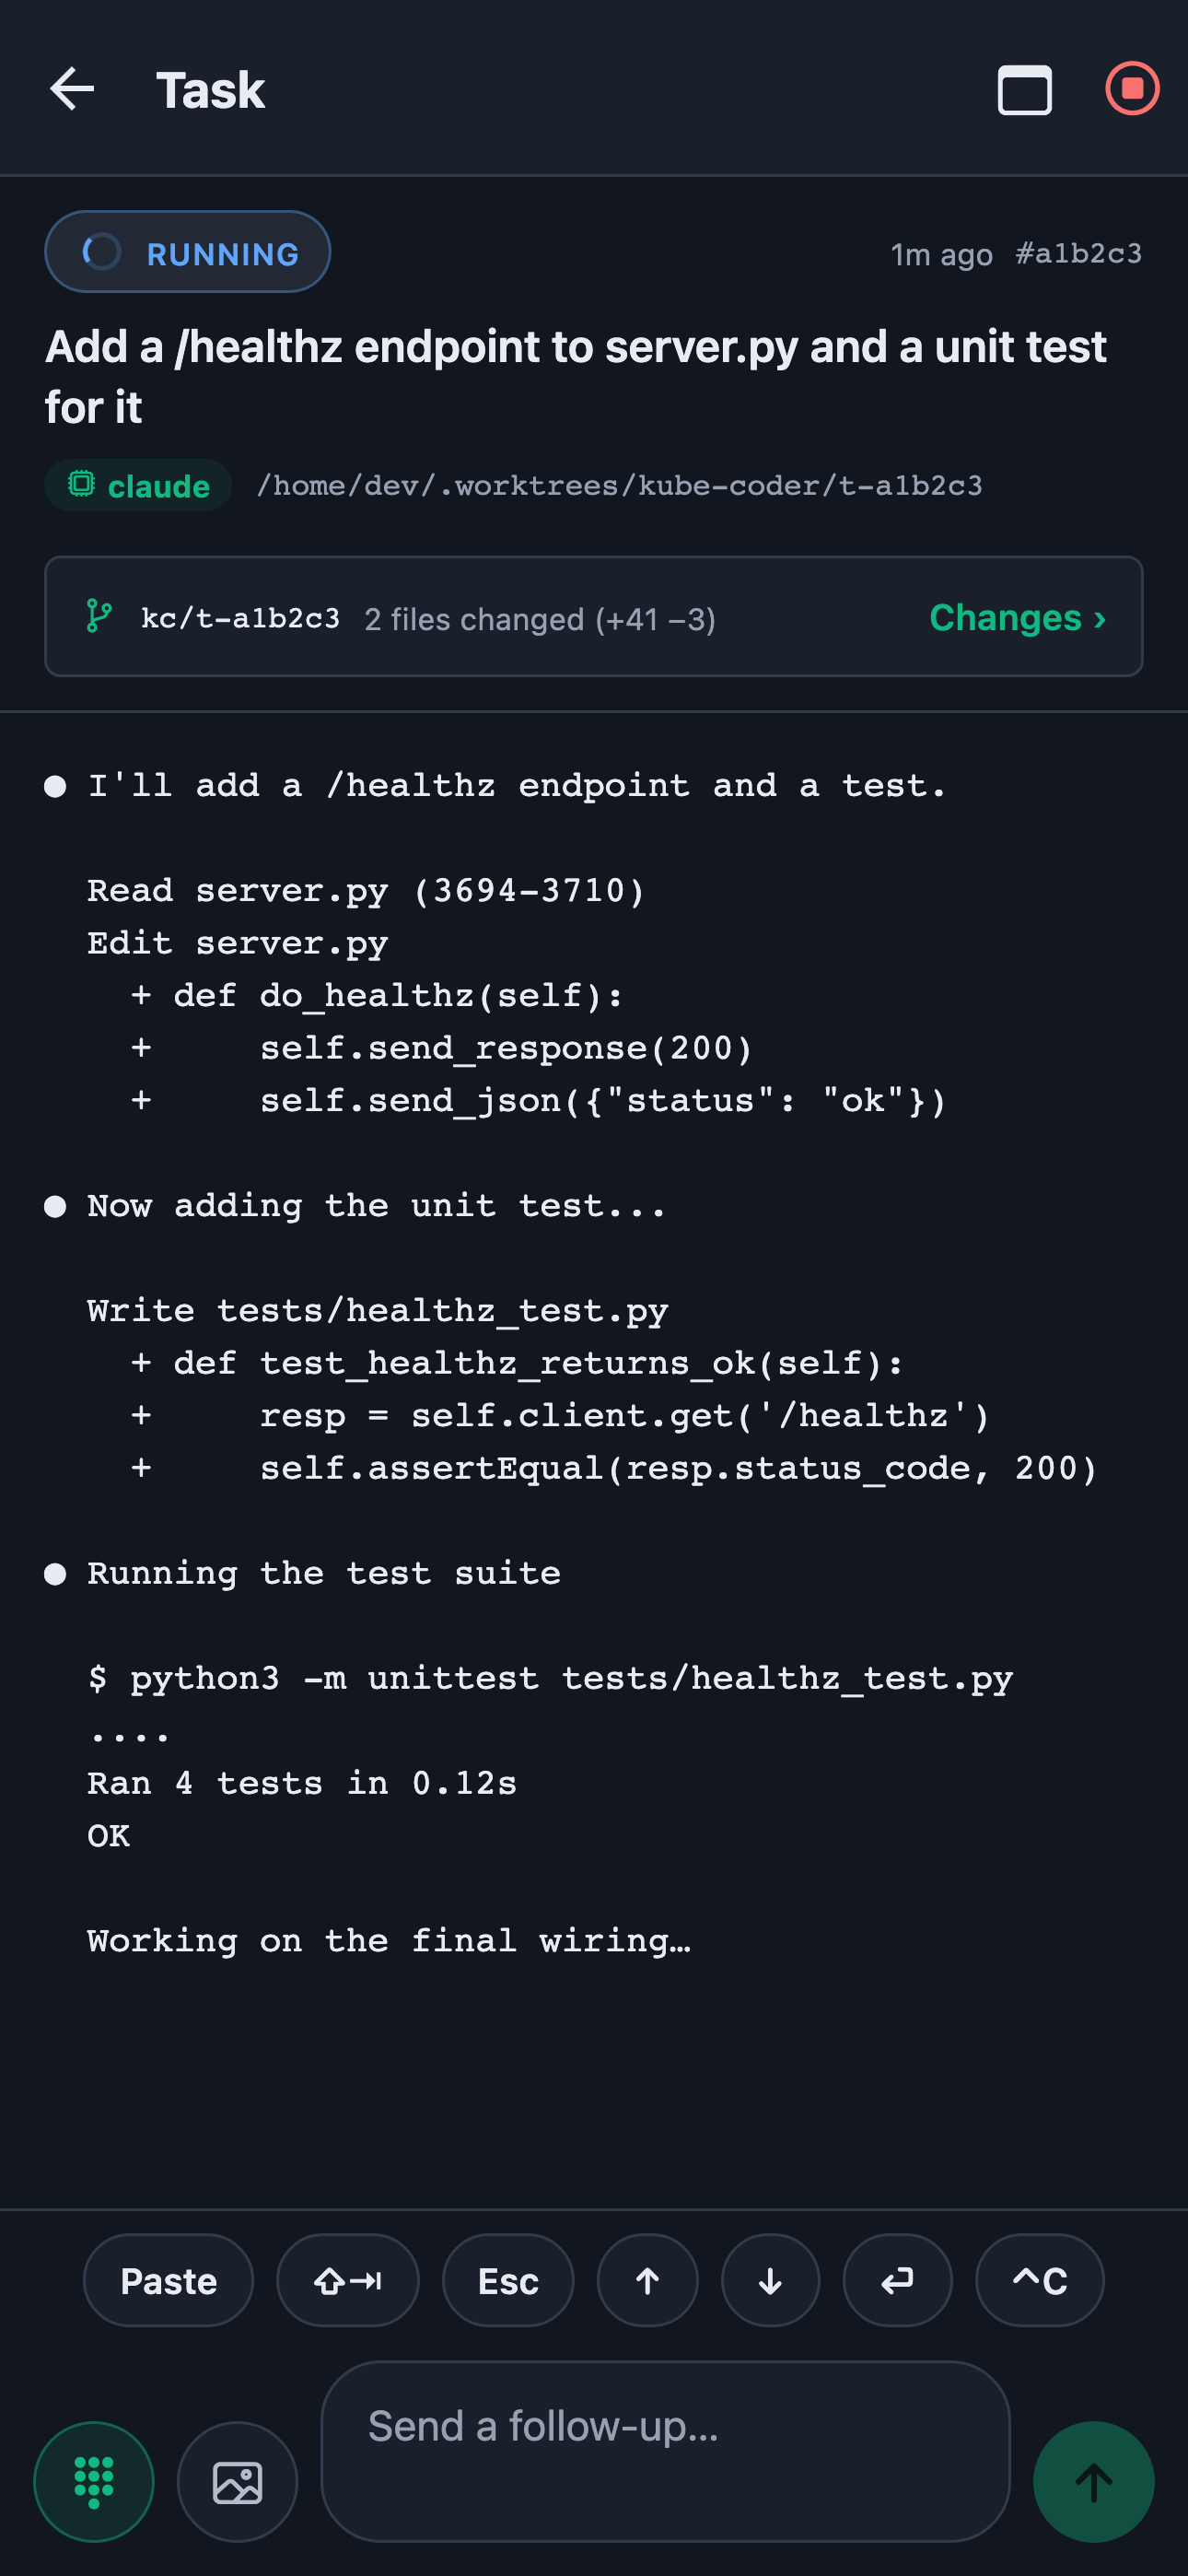 Task
RUNNING
1m ago #a1b2c3
Add a /healthz endpoint to server.py and a unit test
for it
claude /home/dev/.worktrees/kube-coder/t-a1b2c3
kc/t-a1b2c3 2 files changed (+41 −3) Changes ›
● I'll add a /healthz endpoint and a test.
Read server.py (3694-3710)
Edit server.py
+ def do_healthz(self):
+     self.send_response(200)
+     self.send_json({"status": "ok"})
● Now adding the unit test...
Write tests/healthz_test.py
+ def test_healthz_returns_ok(self):
+     resp = self.client.get('/healthz')
+     self.assertEqual(resp.status_code, 200)
● Running the test suite
$ python3 -m unittest tests/healthz_test.py
....
Ran 4 tests in 0.12s
OK
Working on the final wiring…
Paste ⇧⇥ Esc ↑ ↓ ⏎ ^C
Send a follow-up…